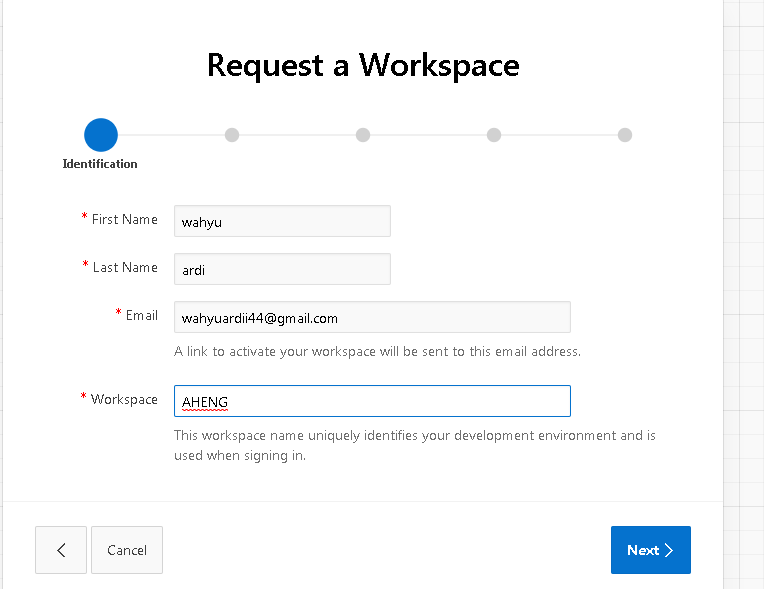 Request a Workspace
Identification
* First Name wahyu
* Last Name ardi
* Email wahyuardii44@gmail.com
A link to activate your workspace will be sent to this email address.
* Workspace AHENG
This workspace name uniquely identifies your development environment and is
used when signing in.
Cancel
Next